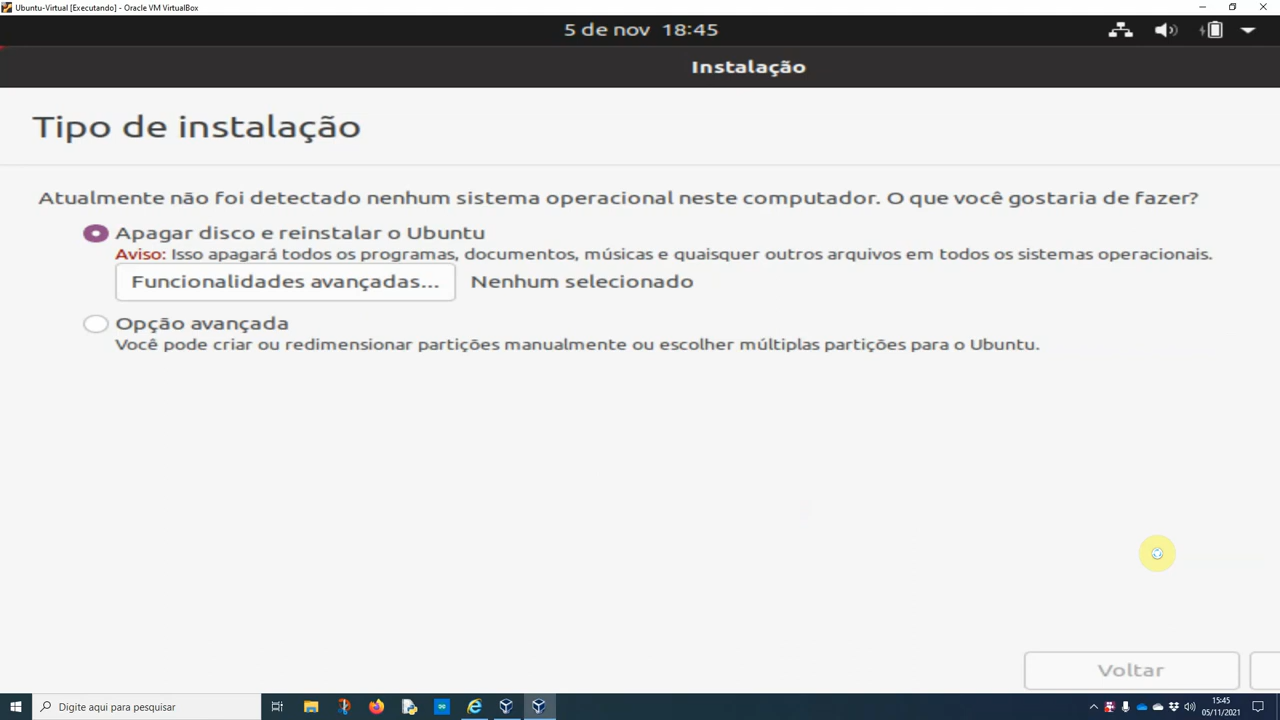 Ubuntu-Virtual [Executando] - Oracle VM VirtualBox
5 de nov 18:45
Instalação
Tipo de instalação
Atualmente não foi detectado nenhum sistema operacional neste computador. O que você gostaria de fazer?
Apagar disco e reinstalar o Ubuntu
Aviso: Isso apagará todos os programas, documentos, músicas e quaisquer outros arquivos em todos os sistemas operacionais.
Funcionalidades avançadas... Nenhum selecionado
Opção avançada
Você pode criar ou redimensionar partições manualmente ou escolher múltiplas partições para o Ubuntu.
Voltar
Digite aqui para pesquisar
15:45
05/11/2021